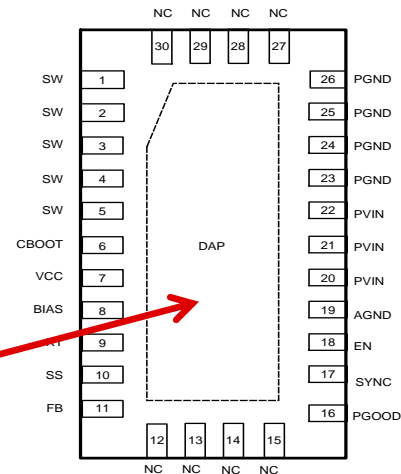 NC NC NC NC
30 29 28 27
SW 1 26 PGND
SW 2 25 PGND
SW 3 24 PGND
SW 4 23 PGND
SW 5 22 PVIN
CBOOT 6 DAP 21 PVIN
VCC 7 20 PVIN
BIAS 8 19 AGND
9 18 EN
SS 10 17 SYNC
FB 11 16 PGOOD
12 13 14 15
NC NC NC NC